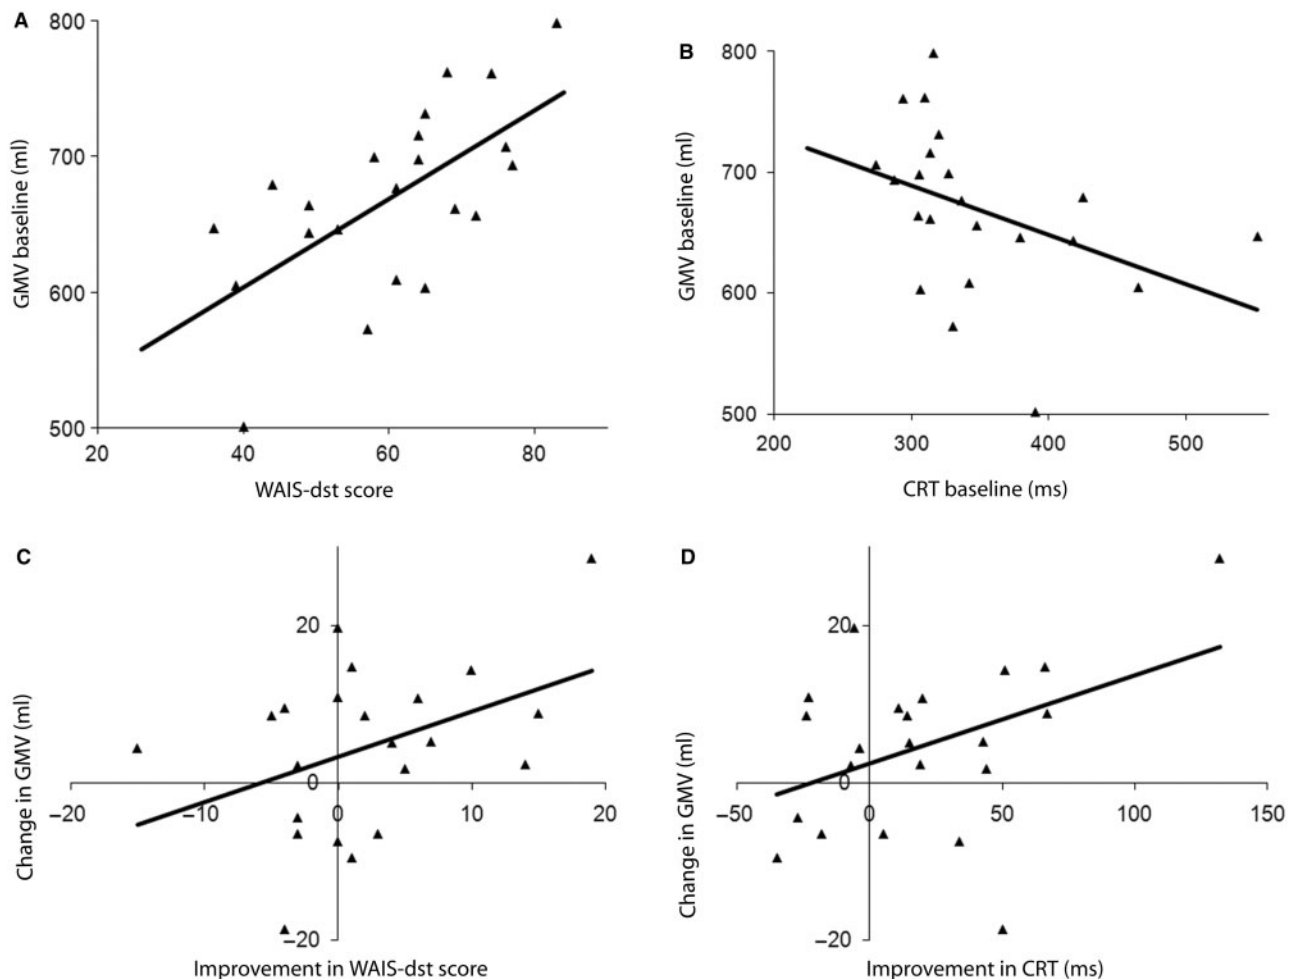 A
800
700
600
500
20
40
60
80
GMV baseline (ml)
WAIS-dst score
B
800
700
600
500
200
300
400
500
GMV baseline (ml)
CRT baseline (ms)
C
20
0
–20
–20
–10
0
10
20
Change in GMV (ml)
Improvement in WAIS-dst score
D
20
0
–20
–50
0
50
100
150
Change in GMV (ml)
Improvement in CRT (ms)